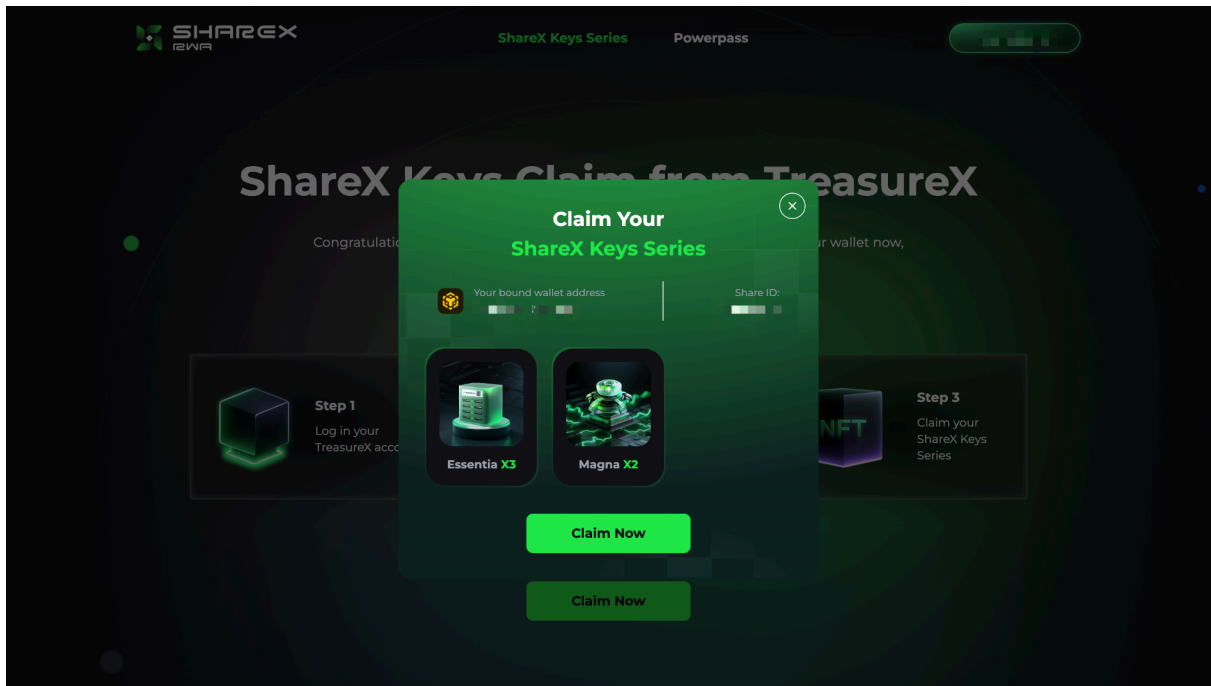 SHAREX
RWA
ShareX Keys Series
Powerpass
ShareX Keys Claim from TreasureX
Claim Your
ShareX Keys Series
Your bound wallet address
Share ID:
Essentia X3
Magna X2
Claim Now
Step 1
Log in your
TreasureX
NFT
Step 3
Claim your
ShareX Keys
Series
wallet now,
Claim Now